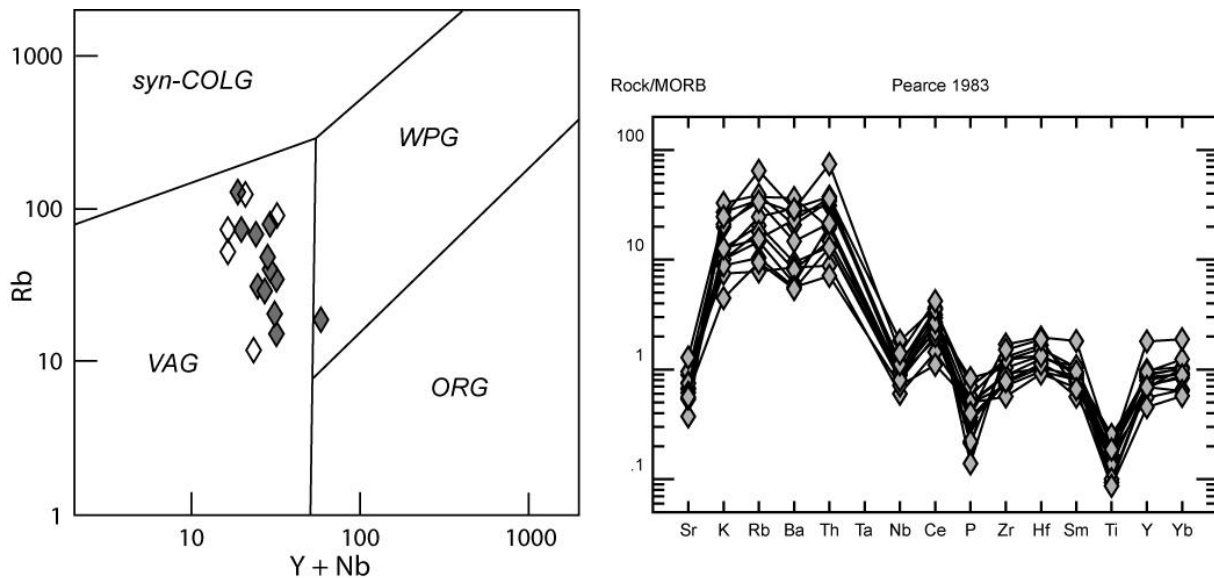 1000
100
10
1
Rb
syn-COLG
WPG
VAG
ORG
10 100 1000
Y + Nb
Rock/MORB Pearce 1983
100
10
1
.1
Sr K Rb Ba Th Ta Nb Ce P Zr Hf Sm Ti Y Yb